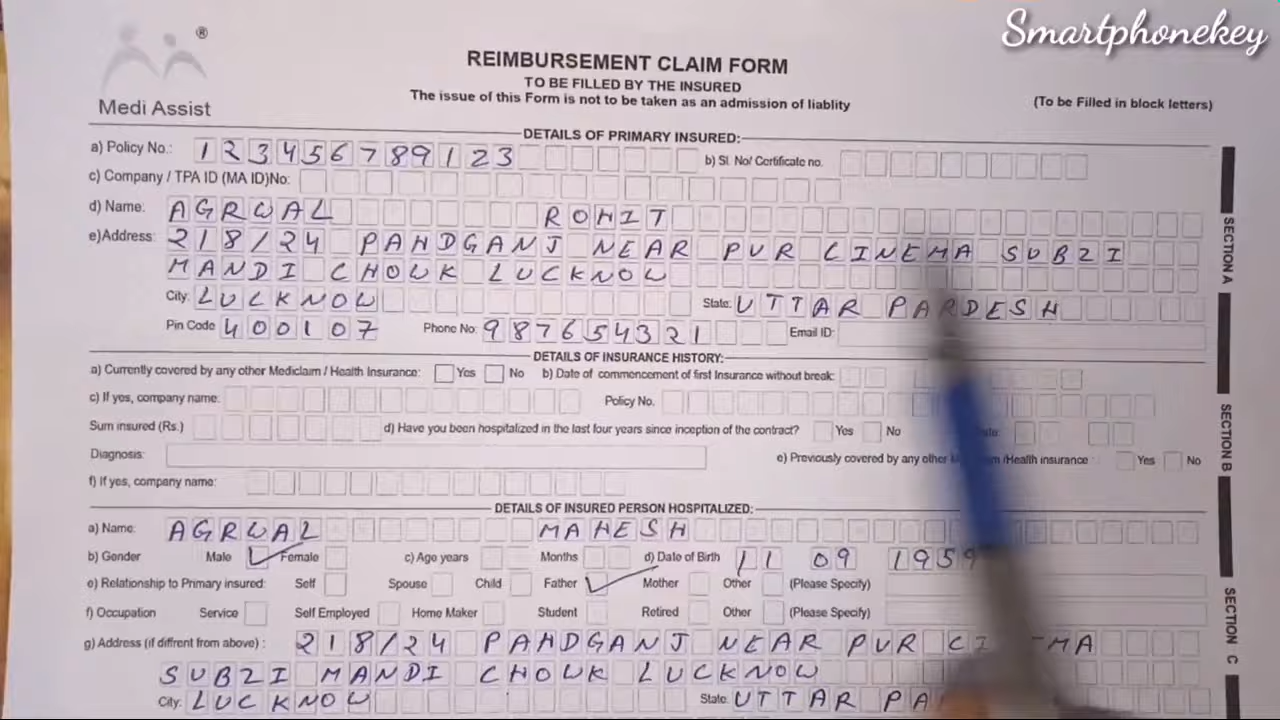 Smartphonekey
®
Medi Assist
REIMBURSEMENT CLAIM FORM
TO BE FILLED BY THE INSURED
The issue of this Form is not to be taken as an admission of liablity
(To be Filled in block letters)
DETAILS OF PRIMARY INSURED:
a) Policy No.: 123456789123 b) Sl. No/ Certificate no.
c) Company / TPA ID (MA ID)No:
d) Name: AGRWAL ROHIT
e)Address: 218/24 PANDGANJ NEAR PUR CINEMA SUBZI
MANDI CHOWK LUCKNOW
City: LUCKNOW State: UTTAR PARDESH
Pin Code 400107 Phone No: 987654321 Email ID:
SECTION A
DETAILS OF INSURANCE HISTORY:
a) Currently covered by any other Mediclaim / Health Insurance: Yes No b) Date of commencement of first Insurance without break:
c) If yes, company name: Policy No.
Sum insured (Rs.) d) Have you been hospitalized in the last four years since inception of the contract? Yes No
Diagnosis: e) Previously covered by any other /Health insurance : Yes No
f) If yes, company name:
SECTION B
DETAILS OF INSURED PERSON HOSPITALIZED:
a) Name: AGRWAL MAHESH
b) Gender Male Female c) Age years Months d) Date of Birth 11 09 1959
e) Relationship to Primary insured: Self Spouse Child Father Mother Other (Please Specify)
f) Occupation Service Self Employed Home Maker Student Retired Other (Please Specify)
g) Address (if diffrent from above) : 218/24 PANDGANJ NEAR PUR
SUBZI MANDI CHOWK LUCKNOW
City: LUCKNOW State: UTTAR
SECTION C